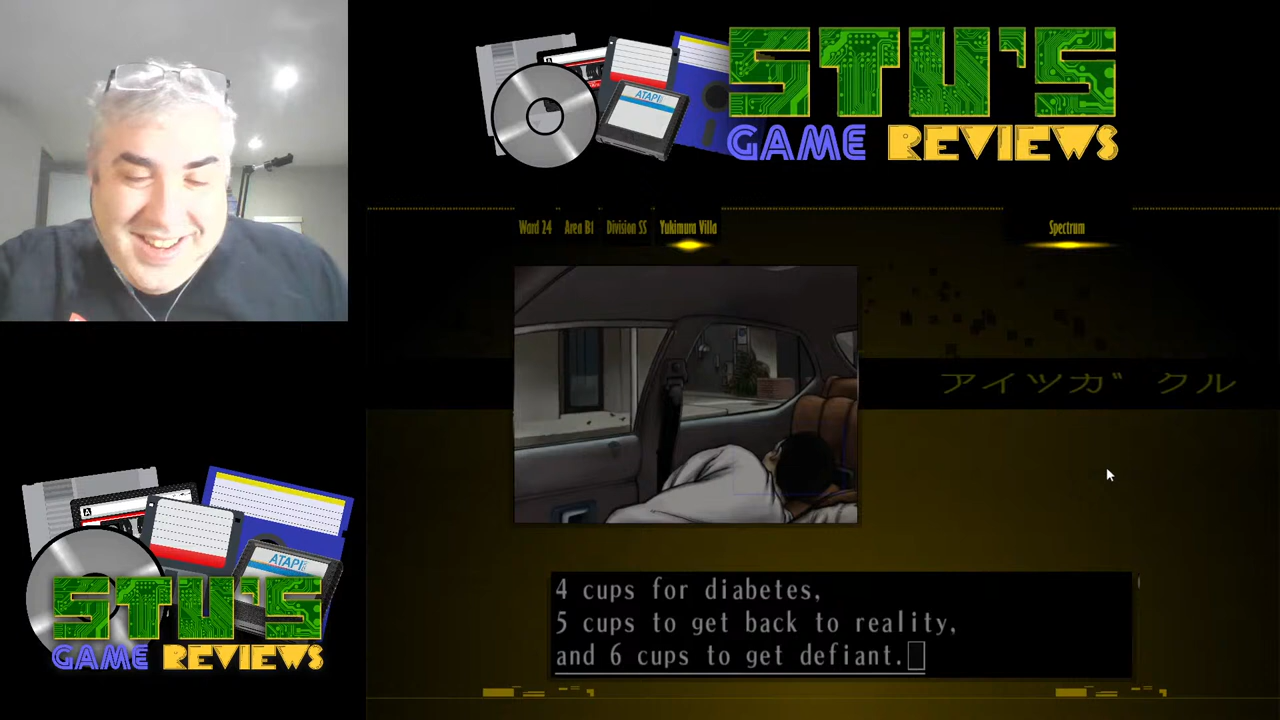 STU'S
GAME REVIEWS
ATAPI
Ward 24 Area B1 Division SS Yukimura Villa
Spectrum
アイツガ クル
4 cups for diabetes,
5 cups to get back to reality,
and 6 cups to get defiant.
A
ATAPI
STU'S
GAME REVIEWS